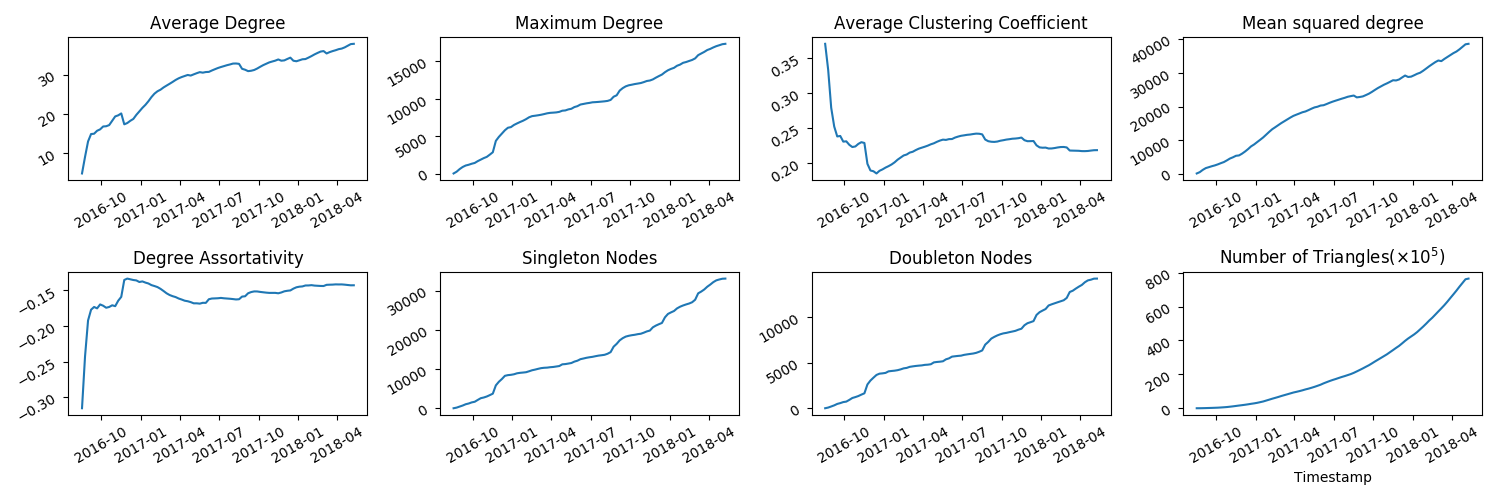 Average Degree
30
20
10
2016-10 2017-01 2017-04 2017-07 2017-10 2018-01 2018-04
Maximum Degree
15000
10000
5000
0
2016-10 2017-01 2017-04 2017-07 2017-10 2018-01 2018-04
Average Clustering Coefficient
0.35
0.30
0.25
0.20
2016-10 2017-01 2017-04 2017-07 2017-10 2018-01 2018-04
Mean squared degree
40000
30000
20000
10000
0
2016-10 2017-01 2017-04 2017-07 2017-10 2018-01 2018-04
Degree Assortativity
−0.15
−0.20
−0.25
−0.30
2016-10 2017-01 2017-04 2017-07 2017-10 2018-01 2018-04
Singleton Nodes
30000
20000
10000
0
2016-10 2017-01 2017-04 2017-07 2017-10 2018-01 2018-04
Doubleton Nodes
10000
5000
0
2016-10 2017-01 2017-04 2017-07 2017-10 2018-01 2018-04
Number of Triangles(×10⁵)
800
600
400
200
0
2016-10 2017-01 2017-04 2017-07 2017-10 2018-01 2018-04
Timestamp